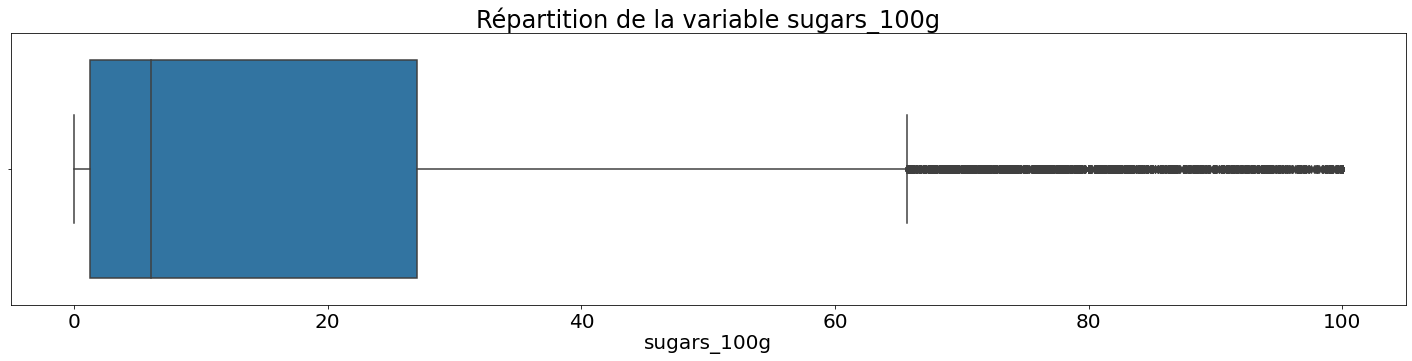 Répartition de la variable sugars_100g
0 20 40 60 80 100
sugars_100g